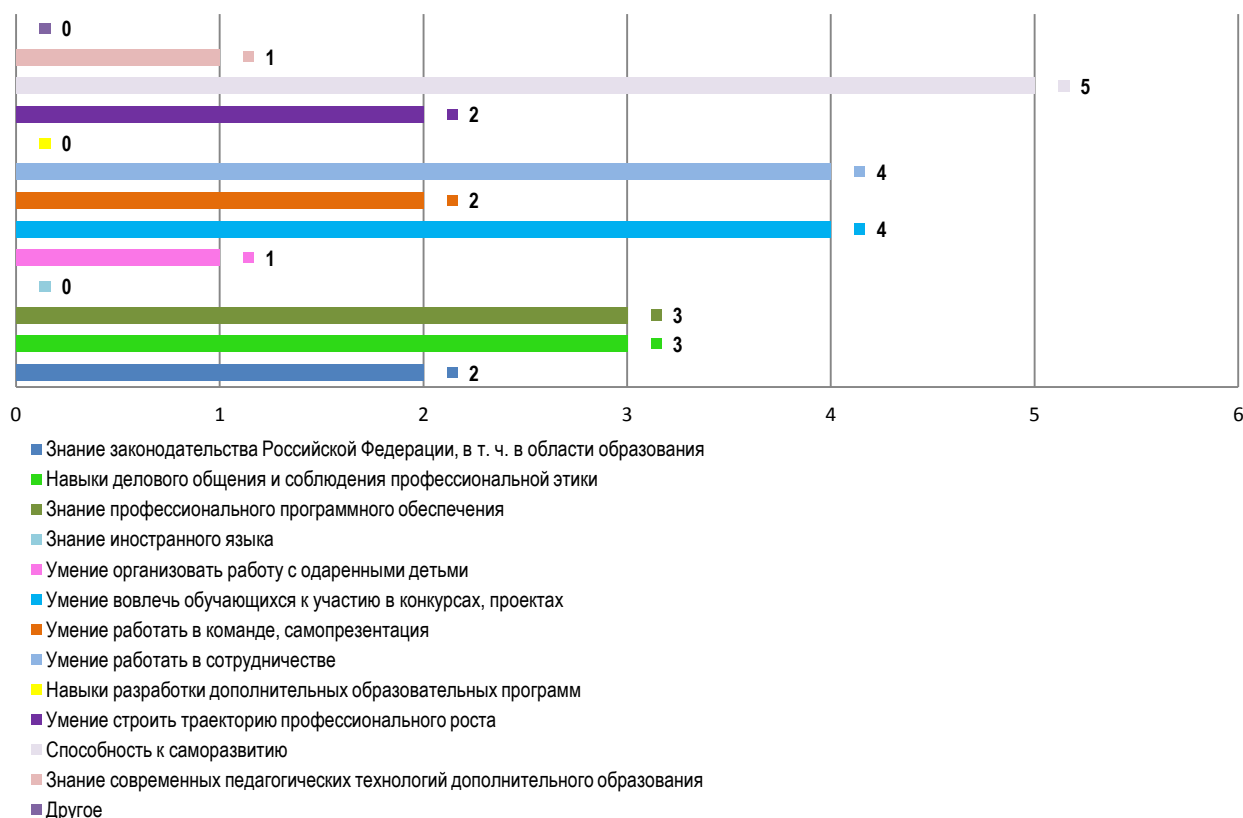 0
1
5
2
0
4
2
4
1
0
3
3
2
0 1 2 3 4 5 6
Знание законодательства Российской Федерации, в т. ч. в области образования
Навыки делового общения и соблюдения профессиональной этики
Знание профессионального программного обеспечения
Знание иностранного языка
Умение организовать работу с одаренными детьми
Умение вовлечь обучающихся к участию в конкурсах, проектах
Умение работать в команде, самопрезентация
Умение работать в сотрудничестве
Навыки разработки дополнительных образовательных программ
Умение строить траекторию профессионального роста
Способность к саморазвитию
Знание современных педагогических технологий дополнительного образования
Другое